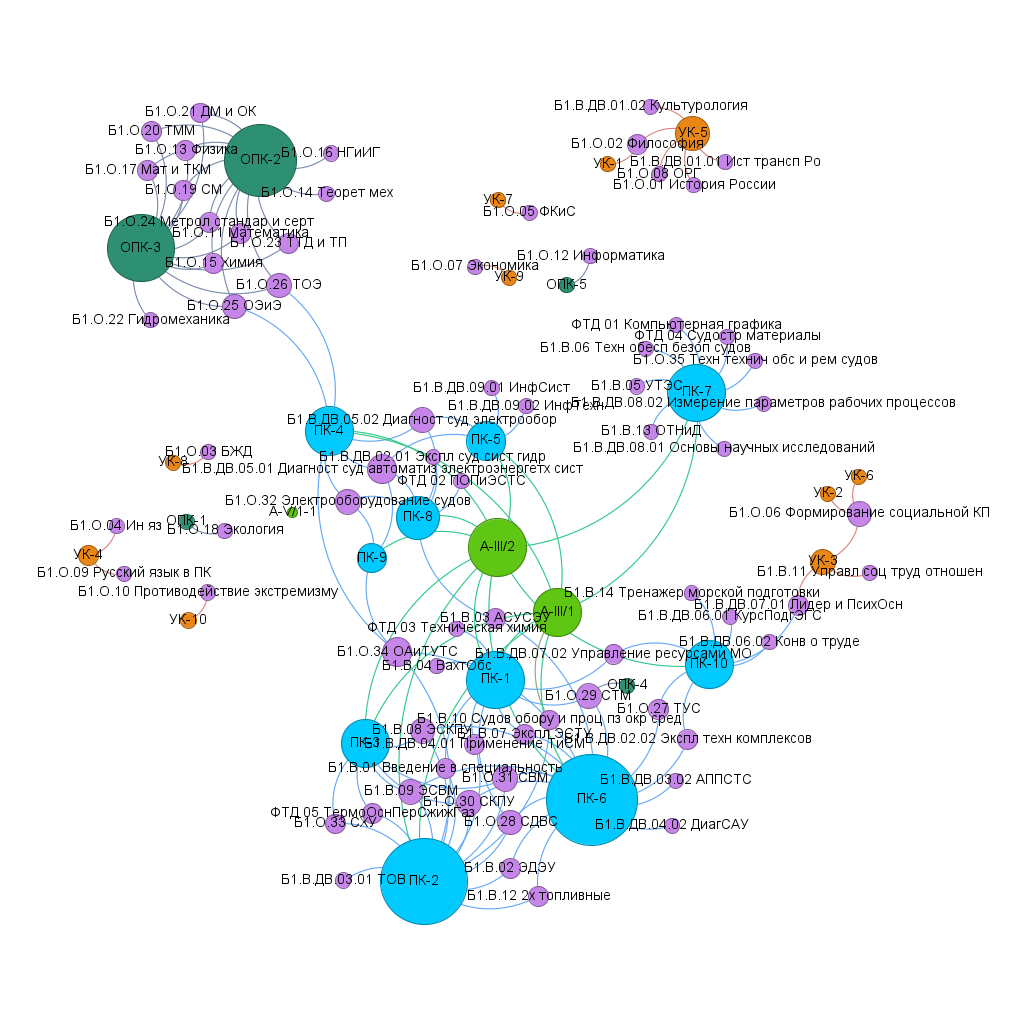 Б1.В.ДВ.01.02 Культурология
Б1.О.21 ДМ и ОК
Б1.О.20 ТММ
УК-5
Б1.О.02 Философия
Б1.О.13 Физика
ОПК-2
Б1.О.16 НГиИГ
УК-1
Б1.В.ДВ.01.01 Ист трансп Ро
Б1.О.17 Мат и ТКМ
Б1.О.08 ОРГ
Б1.О.01 История России
Б1.О.19 СМ
Б1.О.14 Теорет мех
УК-7
Б1.О.05 ФКиС
Б1.О.24 Метрол стандар и серт
Б1.О.11 Математика
Б1.О.23 ТТД и ТП
ОПК-3
Б1.О.12 Информатика
Б1.О.15 Химия
Б1.О.07 Экономика
УК-9
ОПК-5
Б1.О.26 ТОЭ
Б1.О.25 ОЭиЭ
Б1.О.22 Гидромеханика
ФТД 01 Компьютерная графика
ФТД 04 Судостр материалы
Б1.В.06 Техн обесп безоп судов
Б1.О.35 Техн технич обс и рем судов
Б1.В.ДВ.09.01 ИнфСист
Б1.В.05 УТЭС
ПК-7
Б1.В.ДВ.09.02 ИнфТехн
Б1.В.ДВ.08.02 Измерение параметров рабочих процессов
Б1.В.ДВ.05.02 Диагност суд электрообор
ПК-4
Б1.В.13 ОТНиД
ПК-5
Б1.В.ДВ.08.01 Основы научных исследований
Б1.О.03 БЖД
Б1.В.ДВ.02 Экспл суд сист гидр
УК-8
Б1.В.ДВ.05.01 Диагност суд автоматиз электроэнергетх сист
УК-6
ФТД 02 ПОПиЭСТС
УК-2
Б1.О.32 Электрооборудование судов
А-V/1-1
Б1.О.06 Формирование социальной КП
ПК-8
ОПК-1
Б1.О.04 Ин яз
Б1.О.18 Экология
А-III/2
УК-4
ПК-9
УК-3
Б1.О.09 Русский язык в ПК
Б1.В.11 Управл соц труд отношен
Б1.О.10 Противодействие экстремизму
Б1.В.14 Тренажер морской подготовки
Б1.В.ДВ.07.01 Лидер и ПсихОсн
А-III/1
УК-10
Б1.В.03 АСУСЭУ
Б1.В.ДВ.06.01 КурсПодгЭГС
ФТД 03 Техническая химия
Б1.В.ДВ.06.02 Конв о труде
Б1.О.34 ОАиТУТС
Б1.В.ДВ.07.02 Управление ресурсами МО
Б1.В.04 ВахтОбс
ПК-10
ПК-1
ОПК-4
Б1.О.29 СТМ
Б1.О.27 ТУС
Б1.В.10 Судов обору и проц пз окр сред
Б1.В.08 ЭСКПУ
Б1.В.07 Экспл ЭСТУ
Б1.В.ДВ.02.02 Экспл техн комплексов
ПК-3
Б1.В.ДВ.04.01 Применение ТиСМ
Б1.В.01 Введение в специальность
Б1.О.31 СВМ
Б1.В.ДВ.03.02 АППСТС
Б1.В.09 ЭСВМ
Б1.О.30 СКПУ
ПК-6
ФТД 05 ТермоОснПерСжижГаз
Б1.О.33 СХУ
Б1.О.28 СДВС
Б1.В.ДВ.04.02 ДиагСАУ
Б1.В.02 ЭДЭУ
Б1.В.ДВ.03.01 ТОВ
ПК-2
Б1.В.12 2х топливные